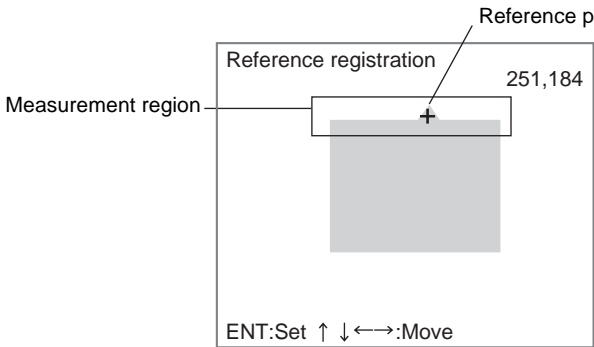 Reference p
Reference registration
251,184
Measurement region
ENT:Set ↑ ↓ ←→:Move